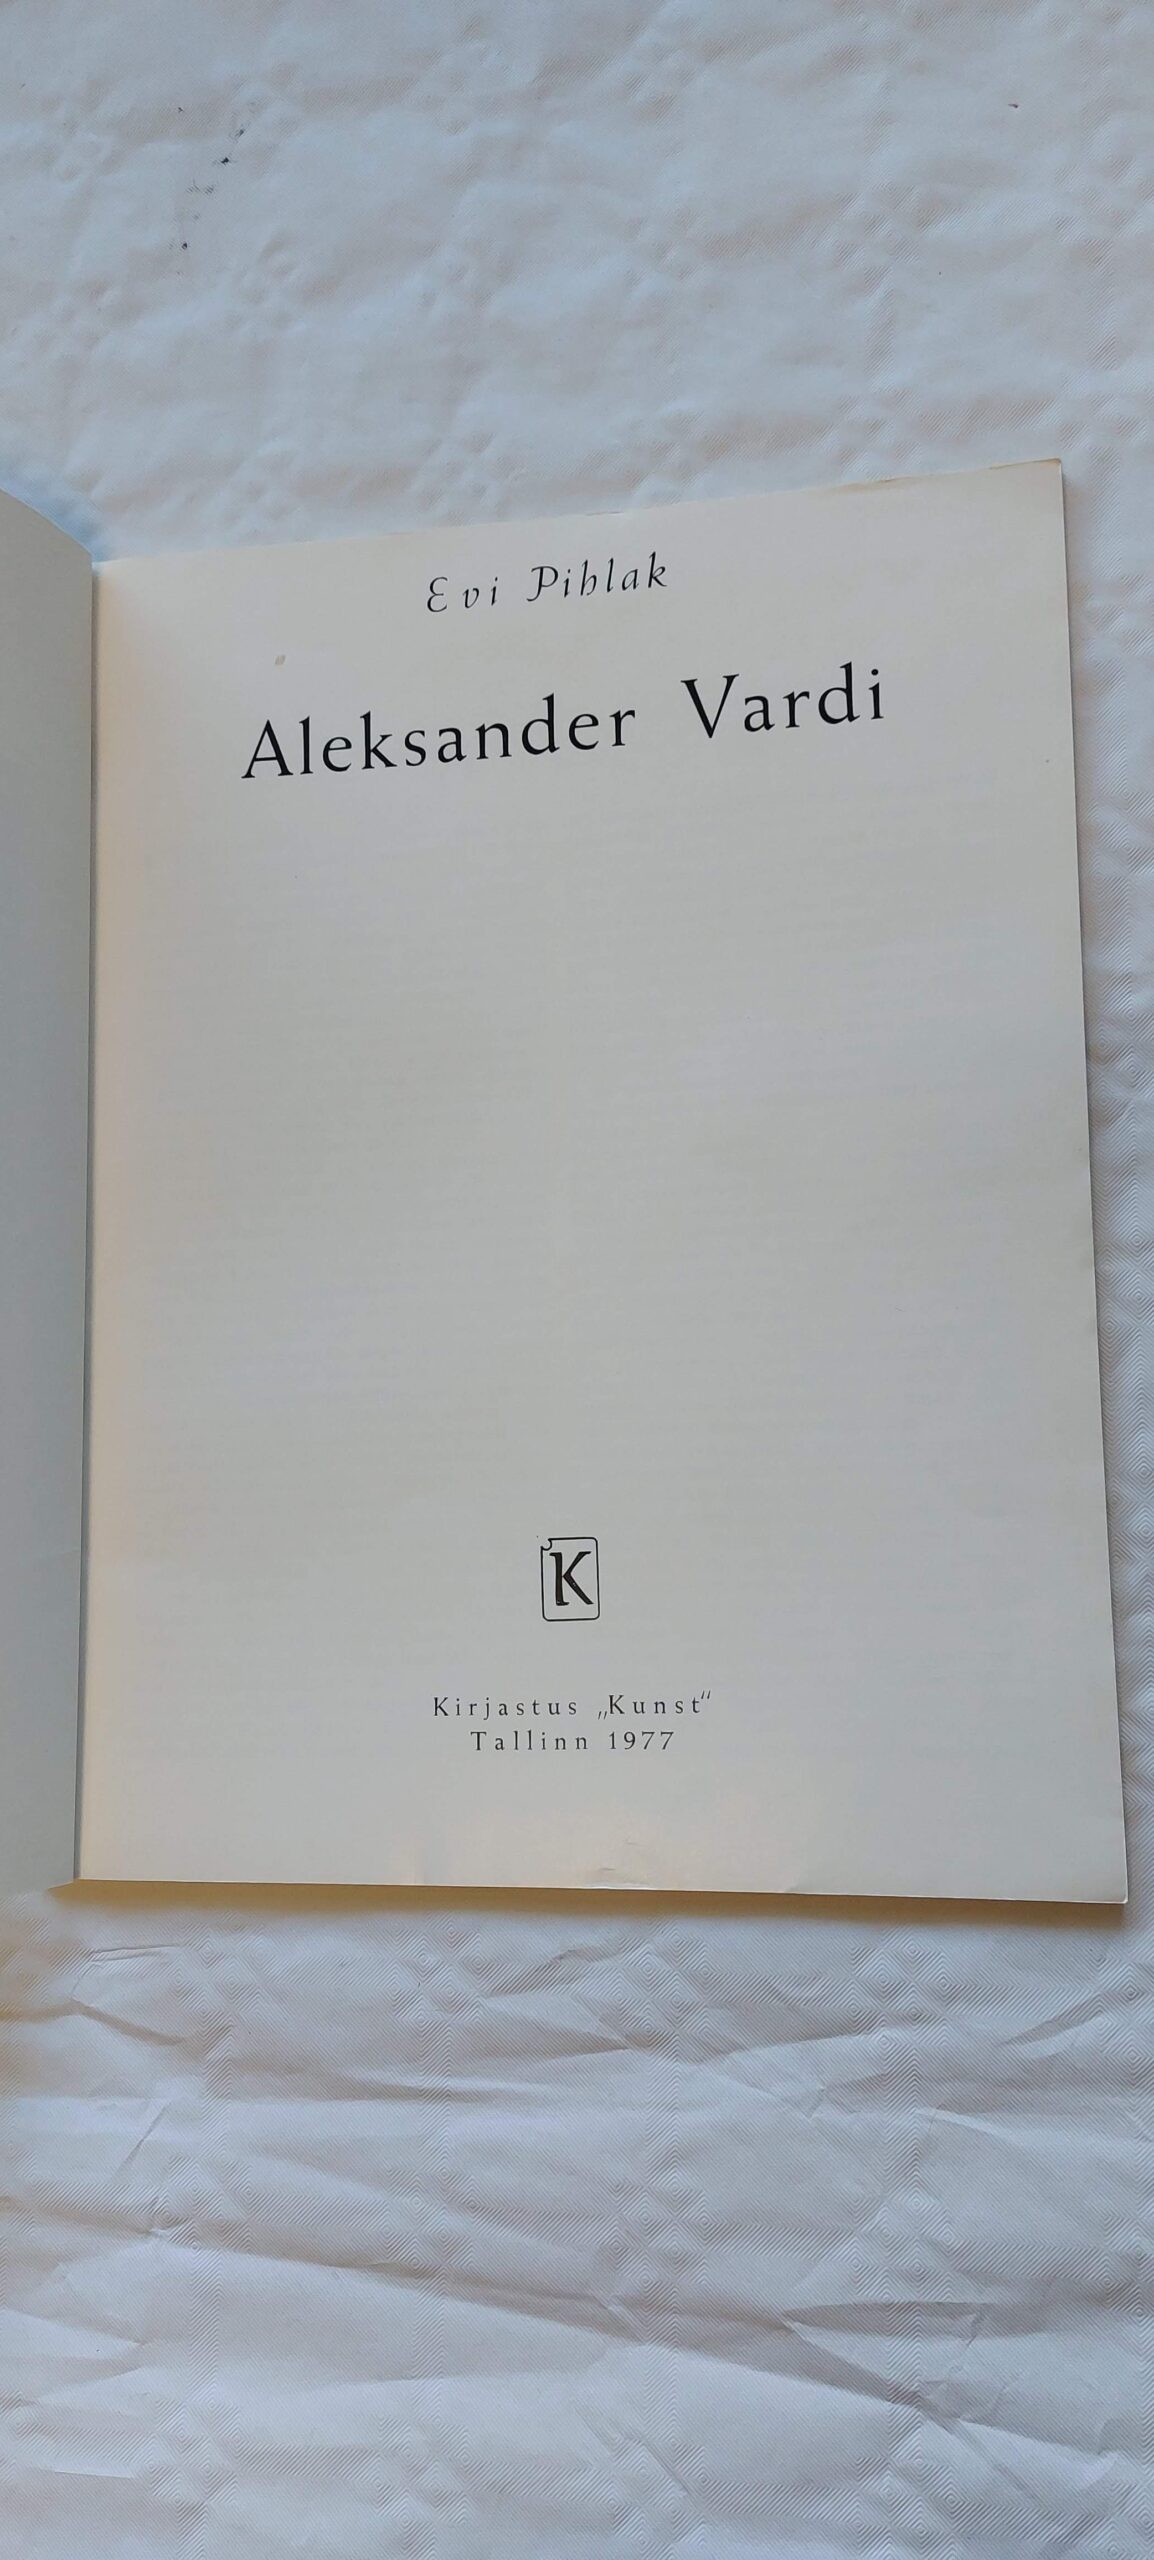 Evi Pihlak
Aleksander Vardi
K
Kirjastus „Kunst“
Tallinn 1977